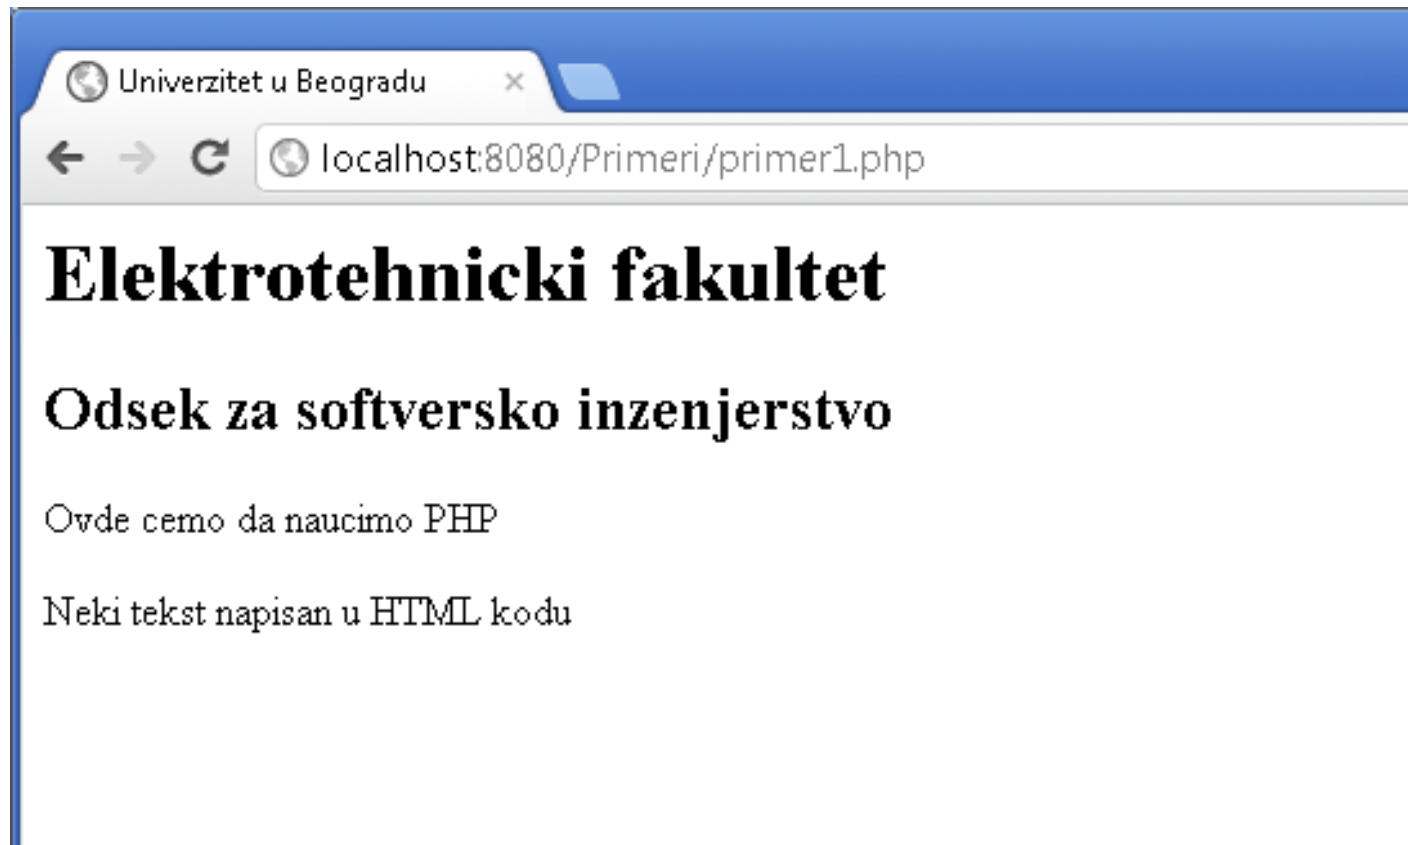 Univerzitet u Beogradu
localhost:8080/Primeri/primer1.php
Elektrotehnicki fakultet
Odsek za softversko inzenjerstvo
Ovde cemo da naucimo PHP
Neki tekst napisan u HTML kodu